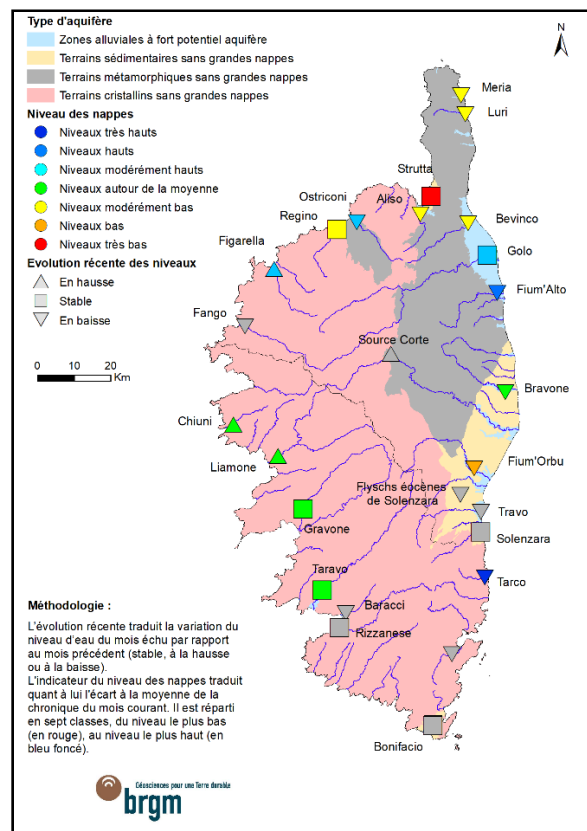 Type d'aquifère
Zones alluviales à fort potentiel aquifère
Terrains sédimentaires sans grandes nappes
Terrains métamorphiques sans grandes nappes
Terrains cristallins sans grandes nappes
Niveau des nappes
Niveaux très hauts
Niveaux hauts
Niveaux modérément hauts
Niveaux autour de la moyenne
Niveaux modérément bas
Niveaux bas
Niveaux très bas
Evolution récente des niveaux
En hausse
Stable
En baisse
0 10 20
Km
N
Meria
Luri
Strutta
Ostriconi
Aliso
Regino
Bevinco
Figarella
Golo
Fium'Alto
Fango
Source Corte
Bravone
Chiuni
Liamone
Fium'Orbu
Flyschs éocènes
de Solenzara
Travo
Gravone
Solenzara
Taravo
Tarco
Baracci
Rizzanese
Bonifacio
Méthodologie :
L'évolution récente traduit la variation du
niveau d'eau du mois échu par rapport
au mois précédent (stable, à la hausse
ou à la baisse).
L'indicateur du niveau des nappes traduit
quant à lui l'écart à la moyenne de la
chronique du mois courant. Il est réparti
en sept classes, du niveau le plus bas
(en rouge), au niveau le plus haut (en
bleu foncé).
Géosciences pour une Terre durable
brgm